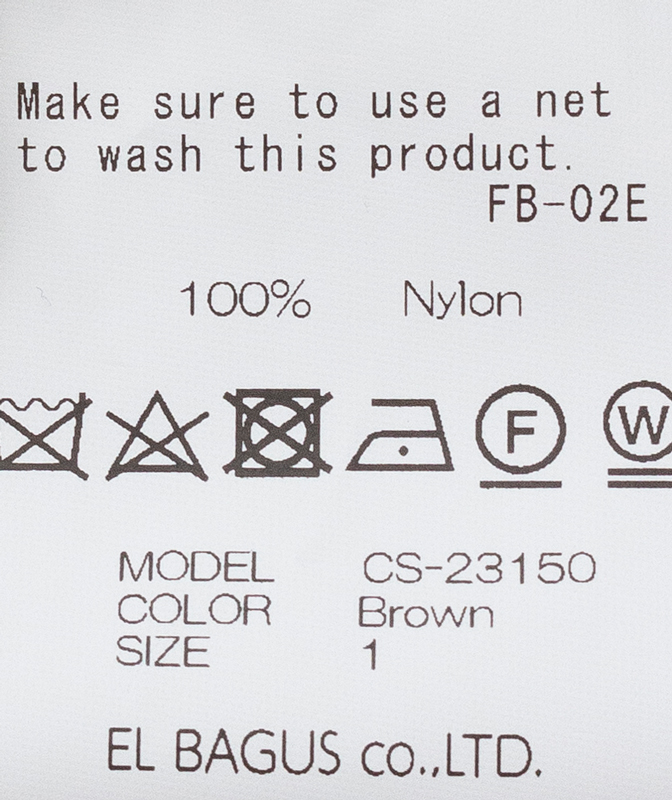 Make sure to use a net
to wash this product.
FB-02E
100% Nylon
F W
MODEL CS-23150
COLOR Brown
SIZE 1
EL BAGUS co.,LTD.